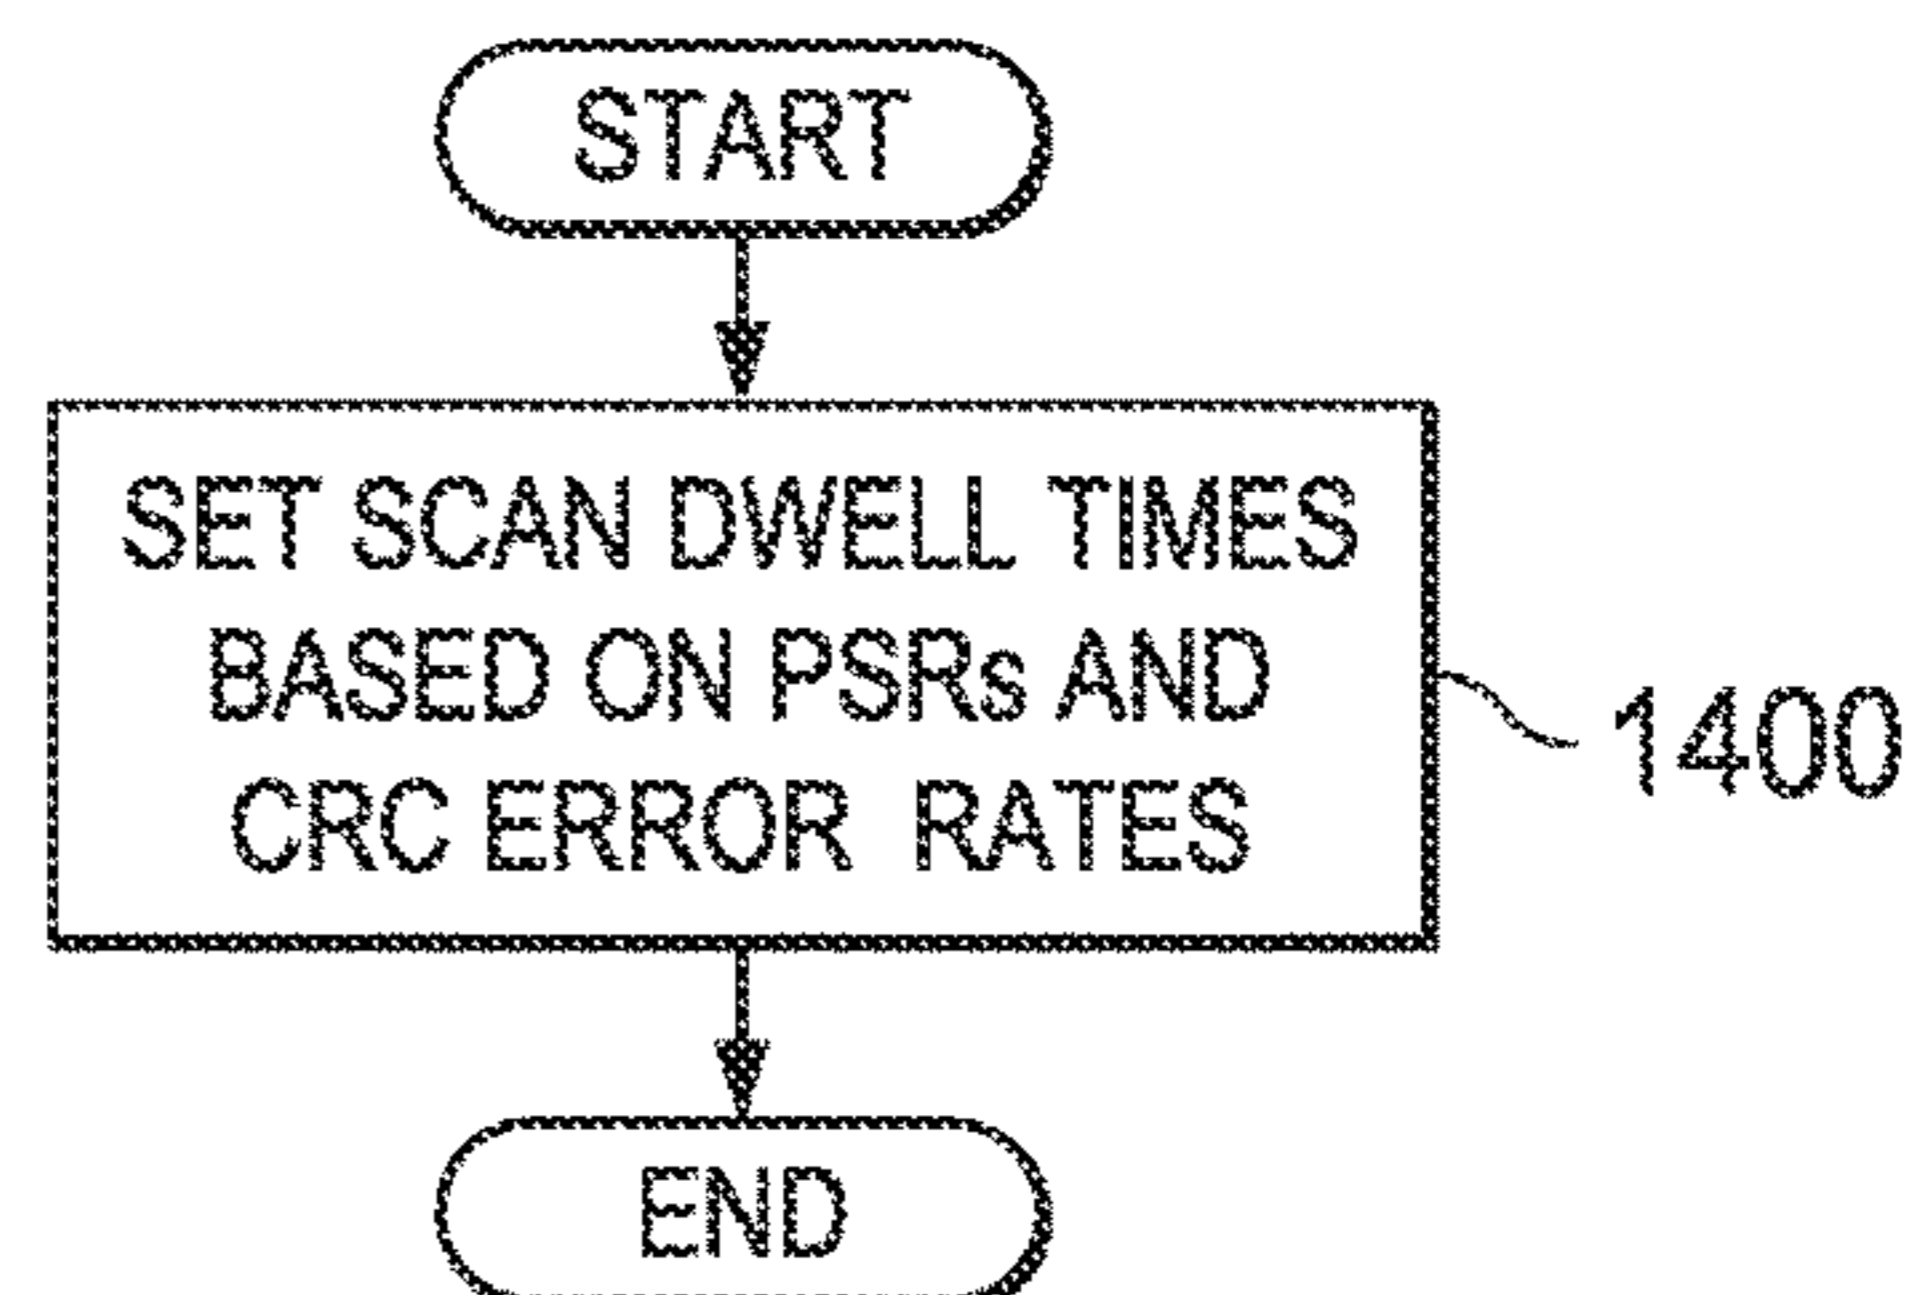 START
SET SCAN DWELL TIMES
BASED ON PSRs AND
CRC ERROR RATES
1400
END